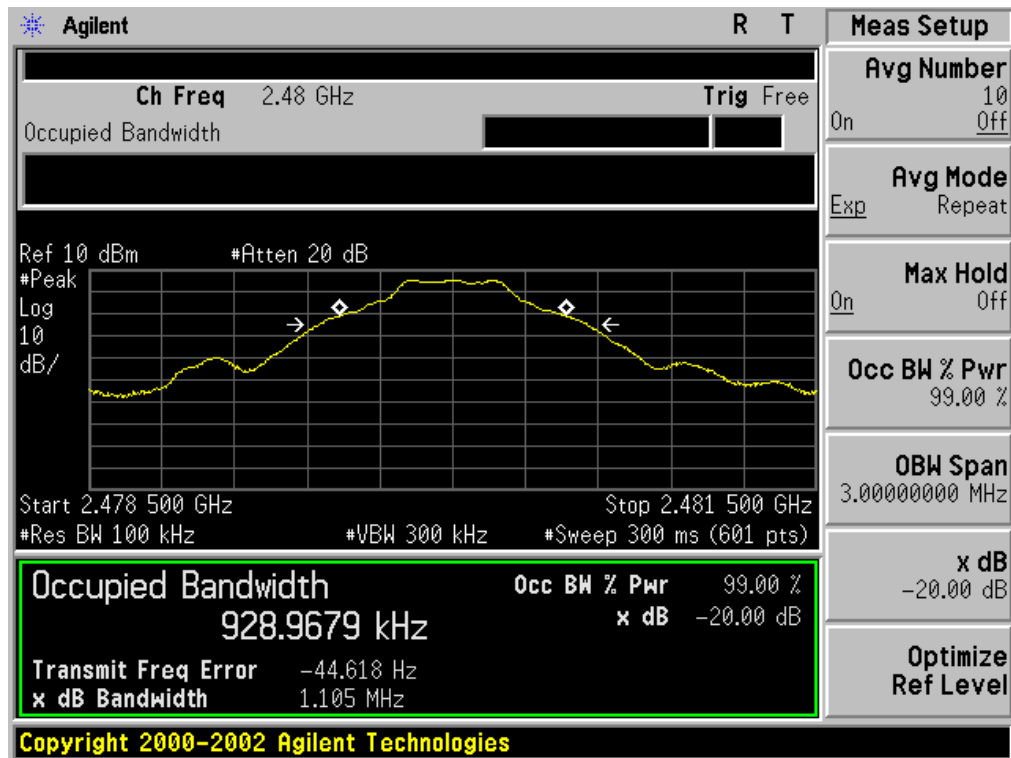 Agilent R T
Ch Freq 2.48 GHz Trig Free
Occupied Bandwidth
Ref 10 dBm #Atten 20 dB
#Peak
Log
10
dB/
Start 2.478 500 GHz Stop 2.481 500 GHz
#Res BW 100 kHz #VBW 300 kHz #Sweep 300 ms (601 pts)
Occupied Bandwidth
928.9679 kHz
Occ BW % Pwr 99.00 %
x dB -20.00 dB
Transmit Freq Error -44.618 Hz
x dB Bandwidth 1.105 MHz
Copyright 2000-2002 Agilent Technologies
Meas Setup
Avg Number
10
On Off
Avg Mode
Exp Repeat
Max Hold
On Off
Occ BW % Pwr
99.00 %
OBW Span
3.00000000 MHz
x dB
-20.00 dB
Optimize
Ref Level